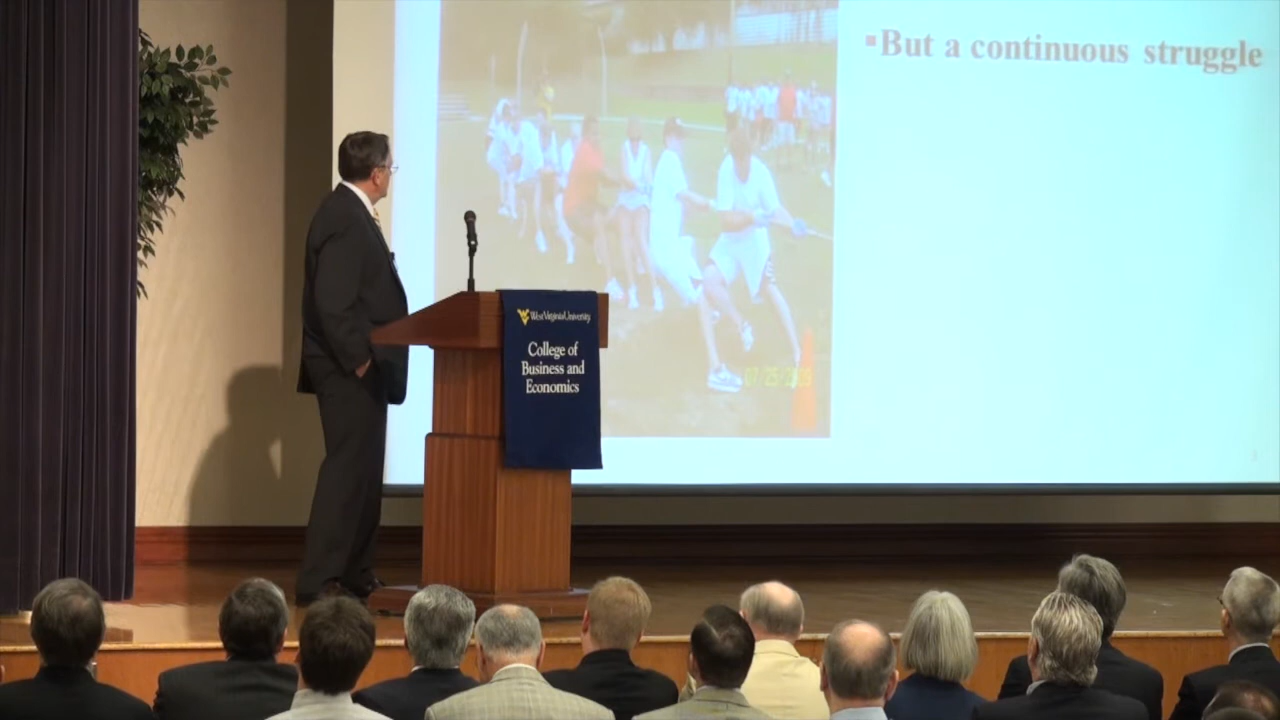 But a continuous struggle
West Virginia University
College of
Business and
Economics